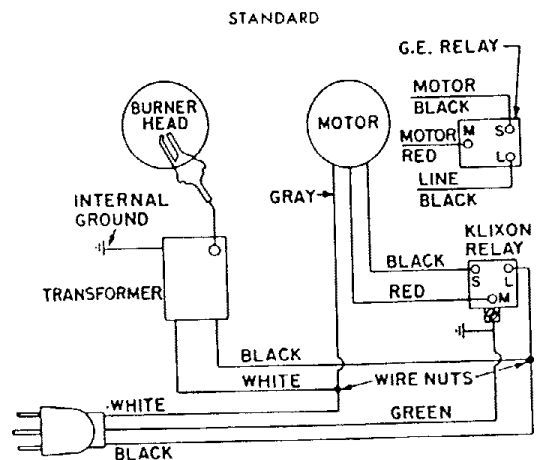 STANDARD
G.E. RELAY
MOTOR
BLACK
BURNER
HEAD
MOTOR
MOTOR
RED
M
S
L
LINE
BLACK
INTERNAL
GROUND
GRAY
KLIXON
RELAY
BLACK
S
L
M
RED
TRANSFORMER
BLACK
WHITE
WIRE NUTS
WHITE
GREEN
BLACK